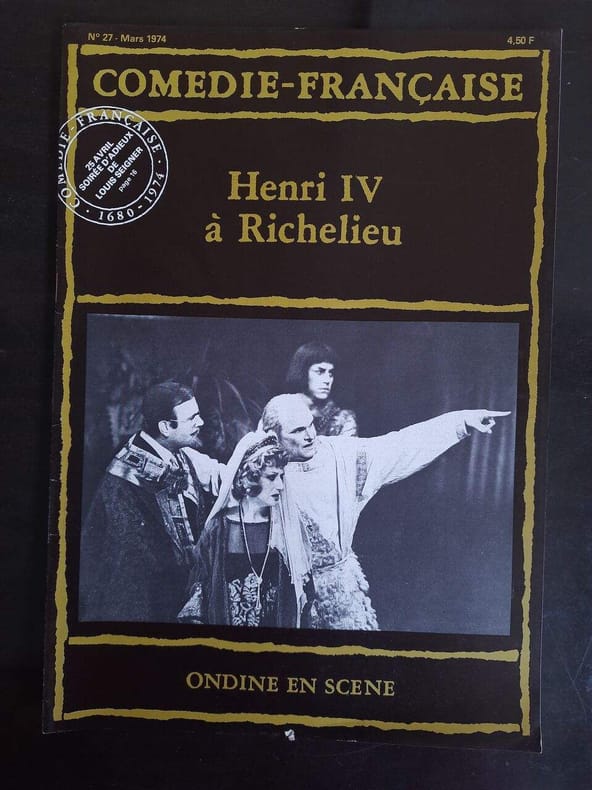 N° 27 - Mars 1974
4,50 F
COMEDIE-FRANÇAISE
COMEDIE-FRANÇAISE
25 AVRIL
SOIRÉE D'ADIEUX
DE
LOUIS SEIGNER
page 16
1680-1974
Henri IV
à Richelieu
ONDINE EN SCENE